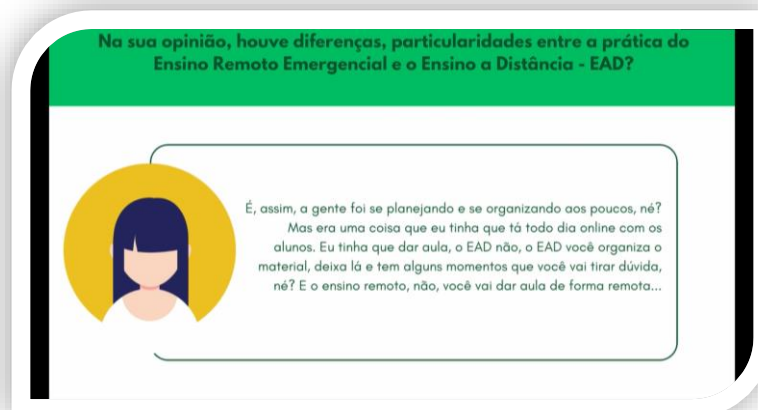 Na sua opinião, houve diferenças, particularidades entre a prática do
Ensino Remoto Emergencial e o Ensino a Distância - EAD?
É, assim, a gente foi se planejando e se organizando aos poucos, né?
Mas era uma coisa que eu tinha que tá todo dia online com os
alunos. Eu tinha que dar aula, o EAD não, o EAD você organiza o
material, deixa lá e tem alguns momentos que você vai tirar dúvida,
né? E o ensino remoto, não, você vai dar aula de forma remota...